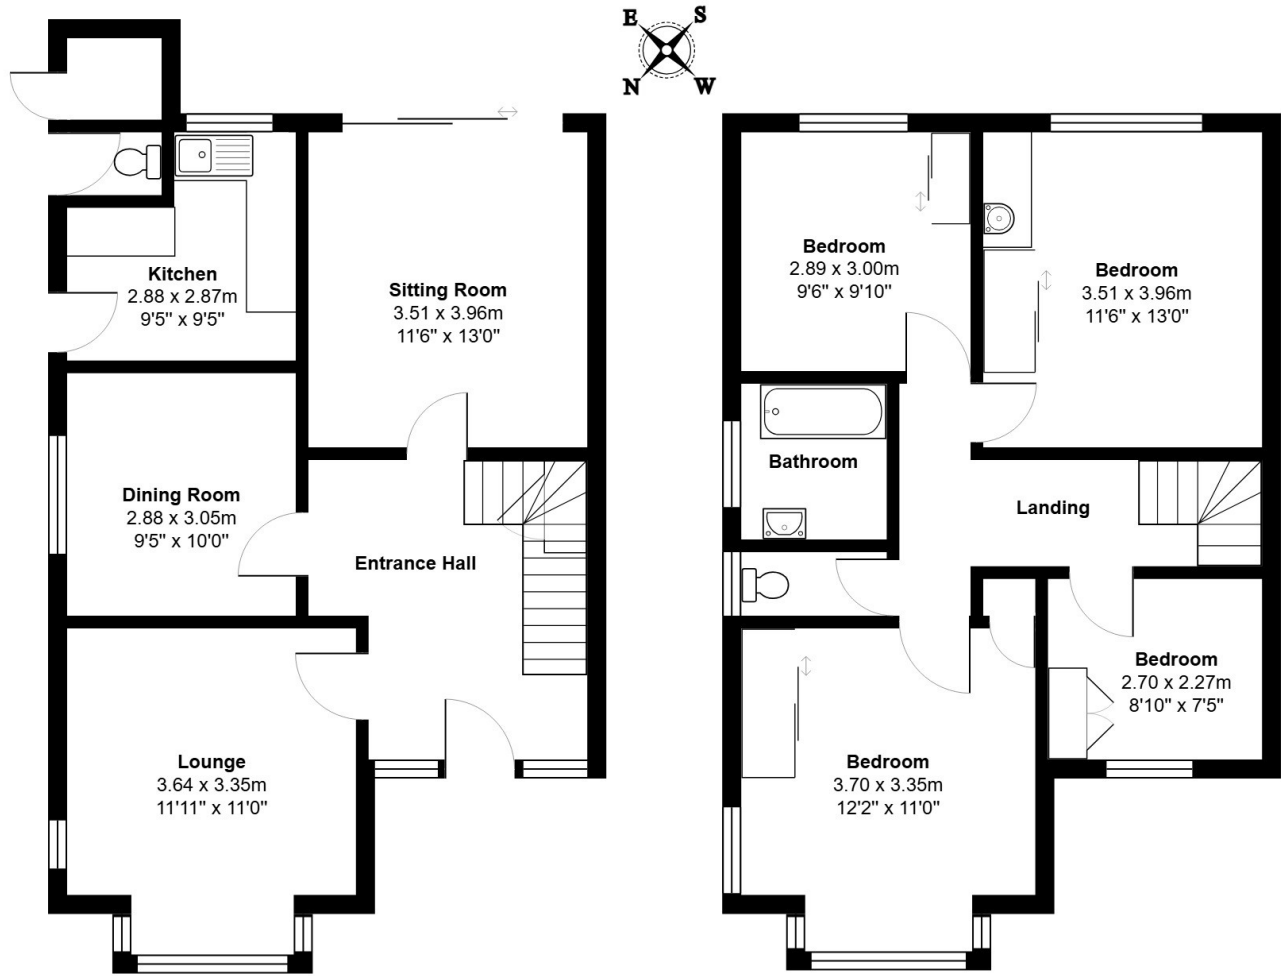 E
S
N
W
Kitchen
2.88 x 2.87m
9'5" x 9'5"
Sitting Room
3.51 x 3.96m
11'6" x 13'0"
Dining Room
2.88 x 3.05m
9'5" x 10'0"
Entrance Hall
Lounge
3.64 x 3.35m
11'11" x 11'0"
Bedroom
2.89 x 3.00m
9'6" x 9'10"
Bedroom
3.51 x 3.96m
11'6" x 13'0"
Bathroom
Landing
Bedroom
2.70 x 2.27m
8'10" x 7'5"
Bedroom
3.70 x 3.35m
12'2" x 11'0"